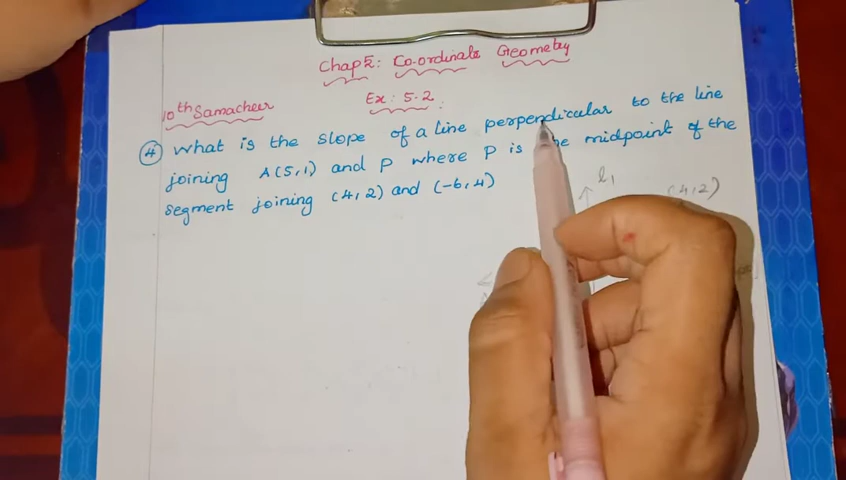 Chap 5: Co-ordinate Geometry
10th Samacheer
Ex: 5.2
④ What is the slope of a line perpendicular to the line
joining A(5,1) and P where P is the midpoint of the
segment joining (4,2) and (-6,4)
l1
(4,2)